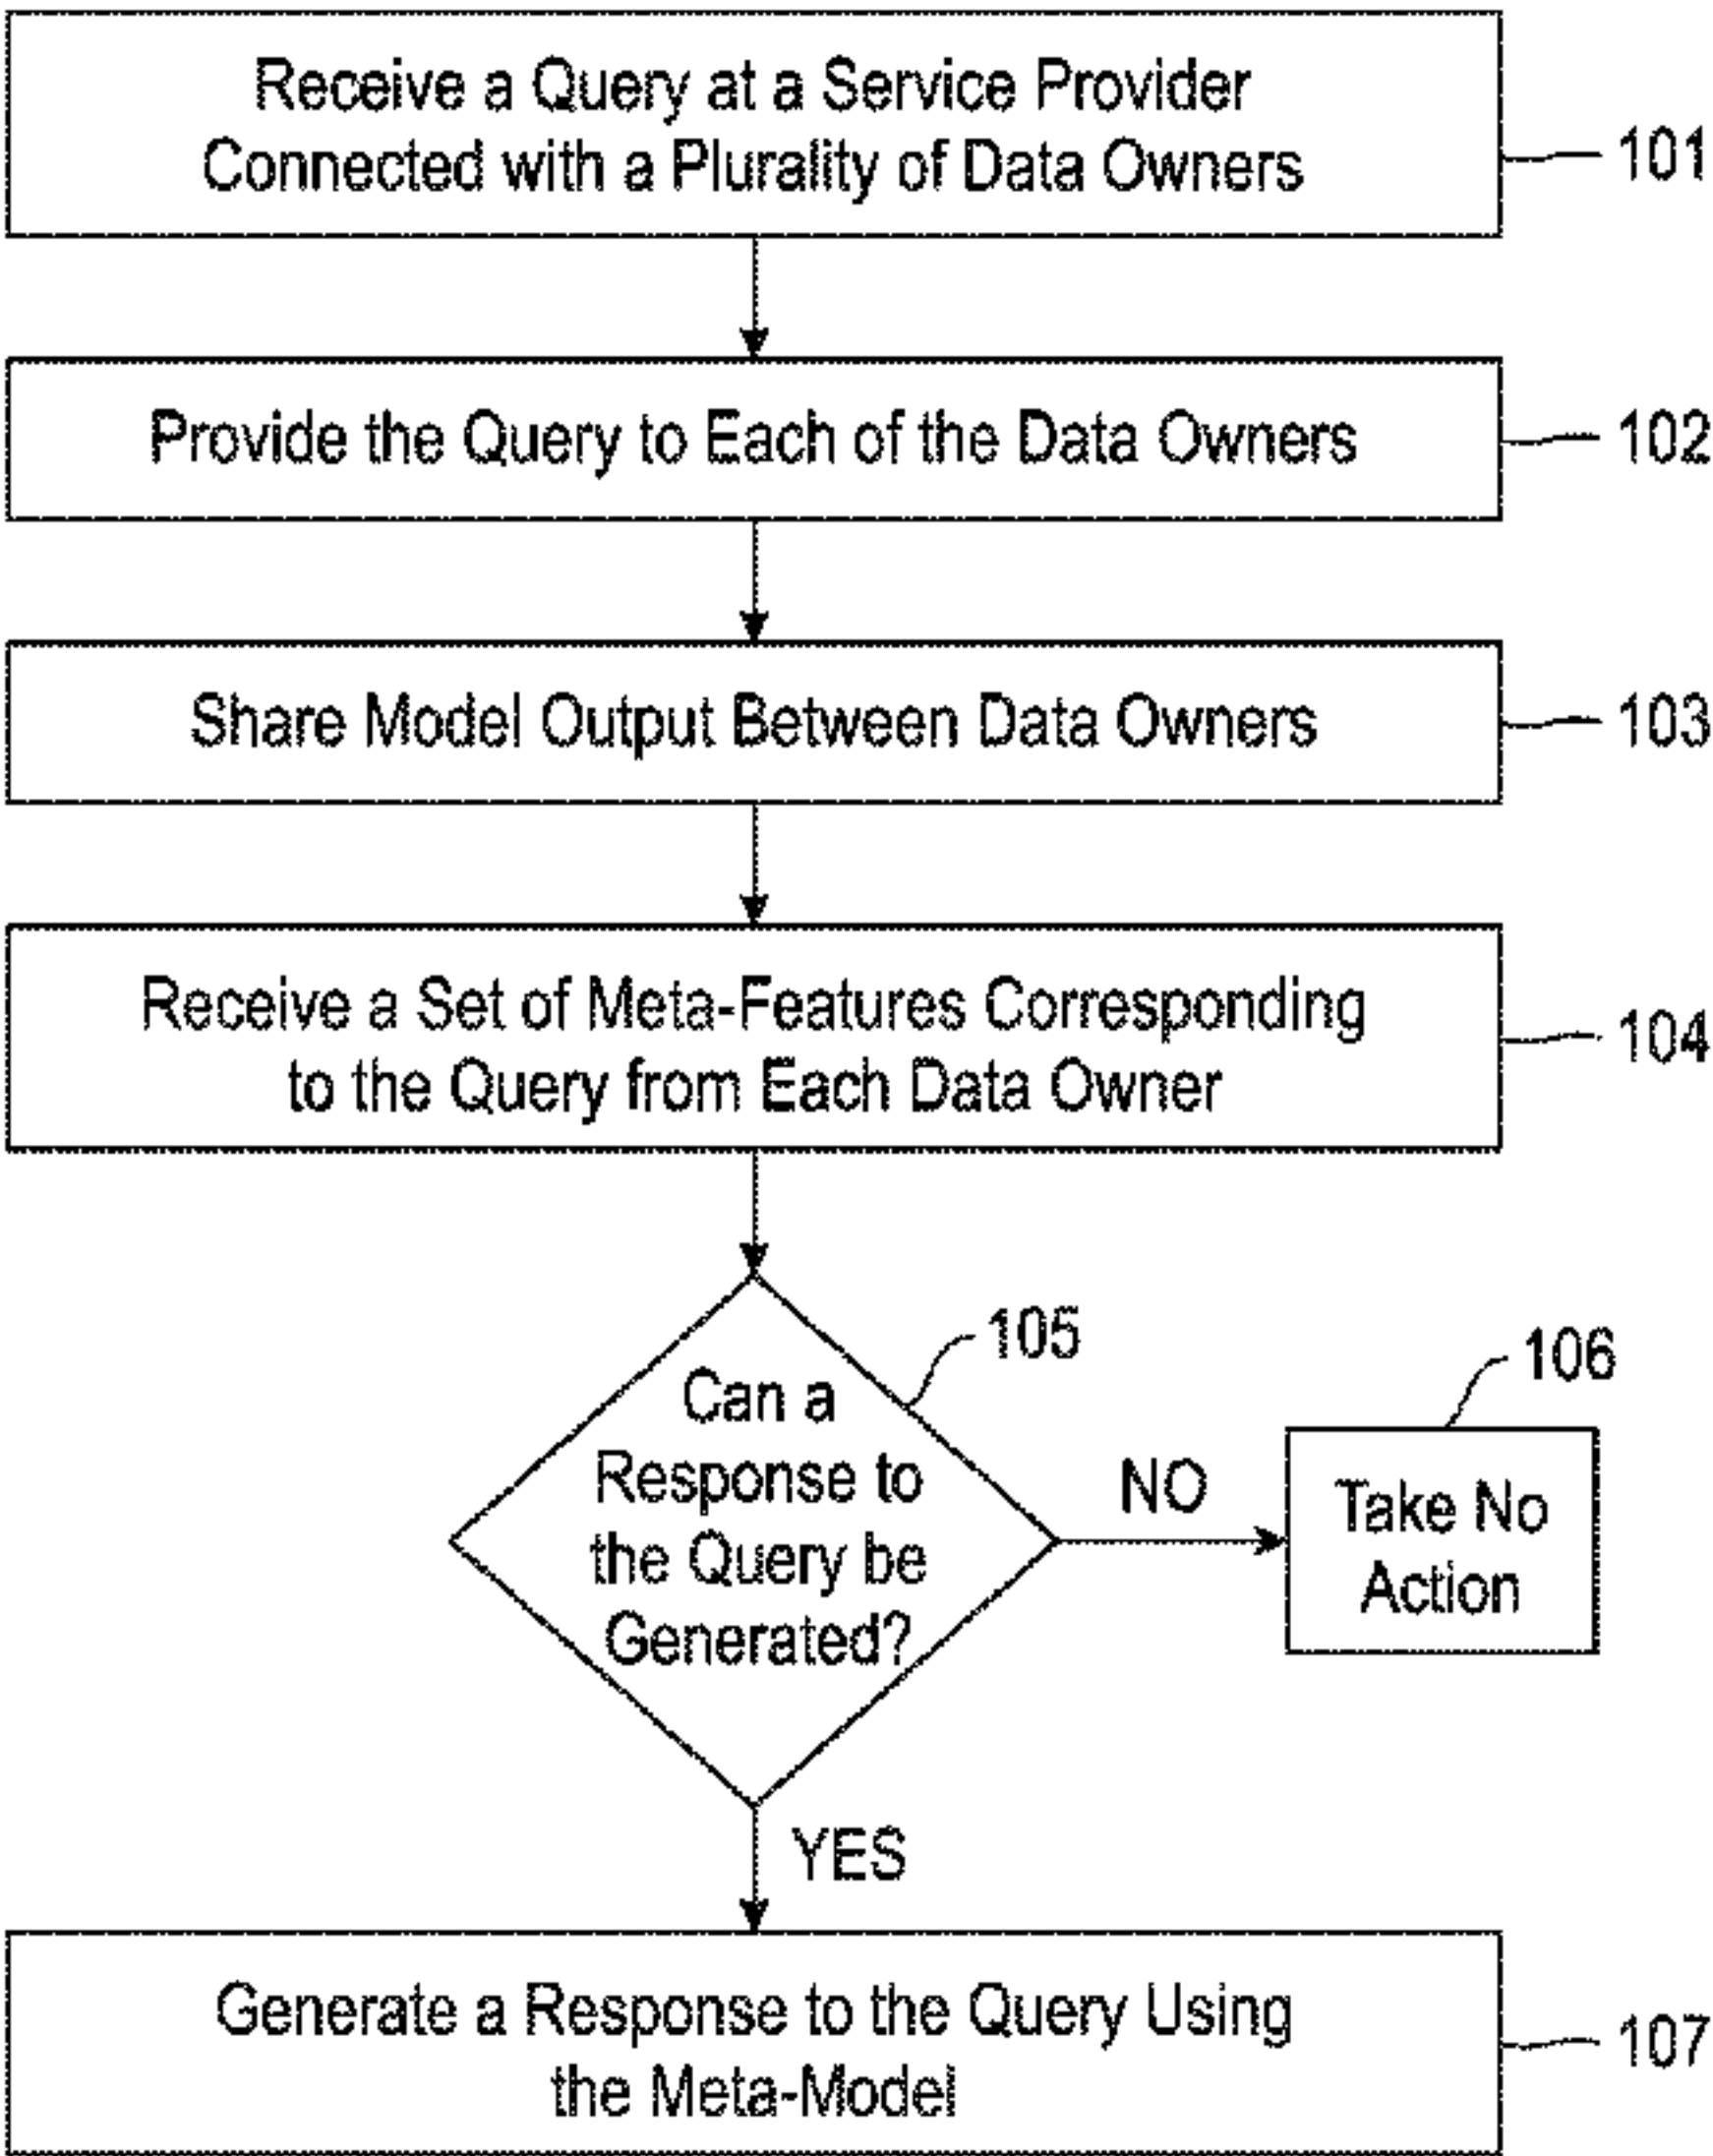 Receive a Query at a Service Provider
Connected with a Plurality of Data Owners
101
Provide the Query to Each of the Data Owners
102
Share Model Output Between Data Owners
103
Receive a Set of Meta-Features Corresponding
to the Query from Each Data Owner
104
105
Can a
Response to
the Query be
Generated?
NO
106
Take No
Action
YES
Generate a Response to the Query Using
the Meta-Model
107